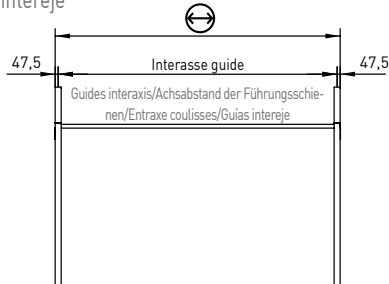 intereje
47,5 Interasse guide 47,5
Guides interaxis/Achsabstand der Führungsschie-
nen/Entraxe coulisses/Guías intereje